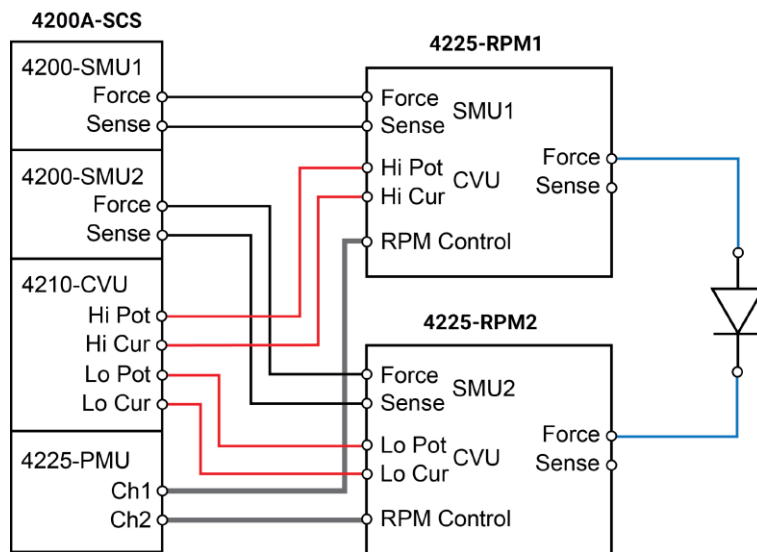 4200A-SCS
4200-SMU1
Force
Sense
4200-SMU2
Force
Sense
4210-CVU
Hi Pot
Hi Cur
Lo Pot
Lo Cur
4225-PMU
Ch1
Ch2
4225-RPM1
Force
SMU1
Sense
Hi Pot
CVU
Hi Cur
RPM Control
Force
Sense
4225-RPM2
Force
SMU2
Sense
Lo Pot
CVU
Lo Cur
RPM Control
Force
Sense